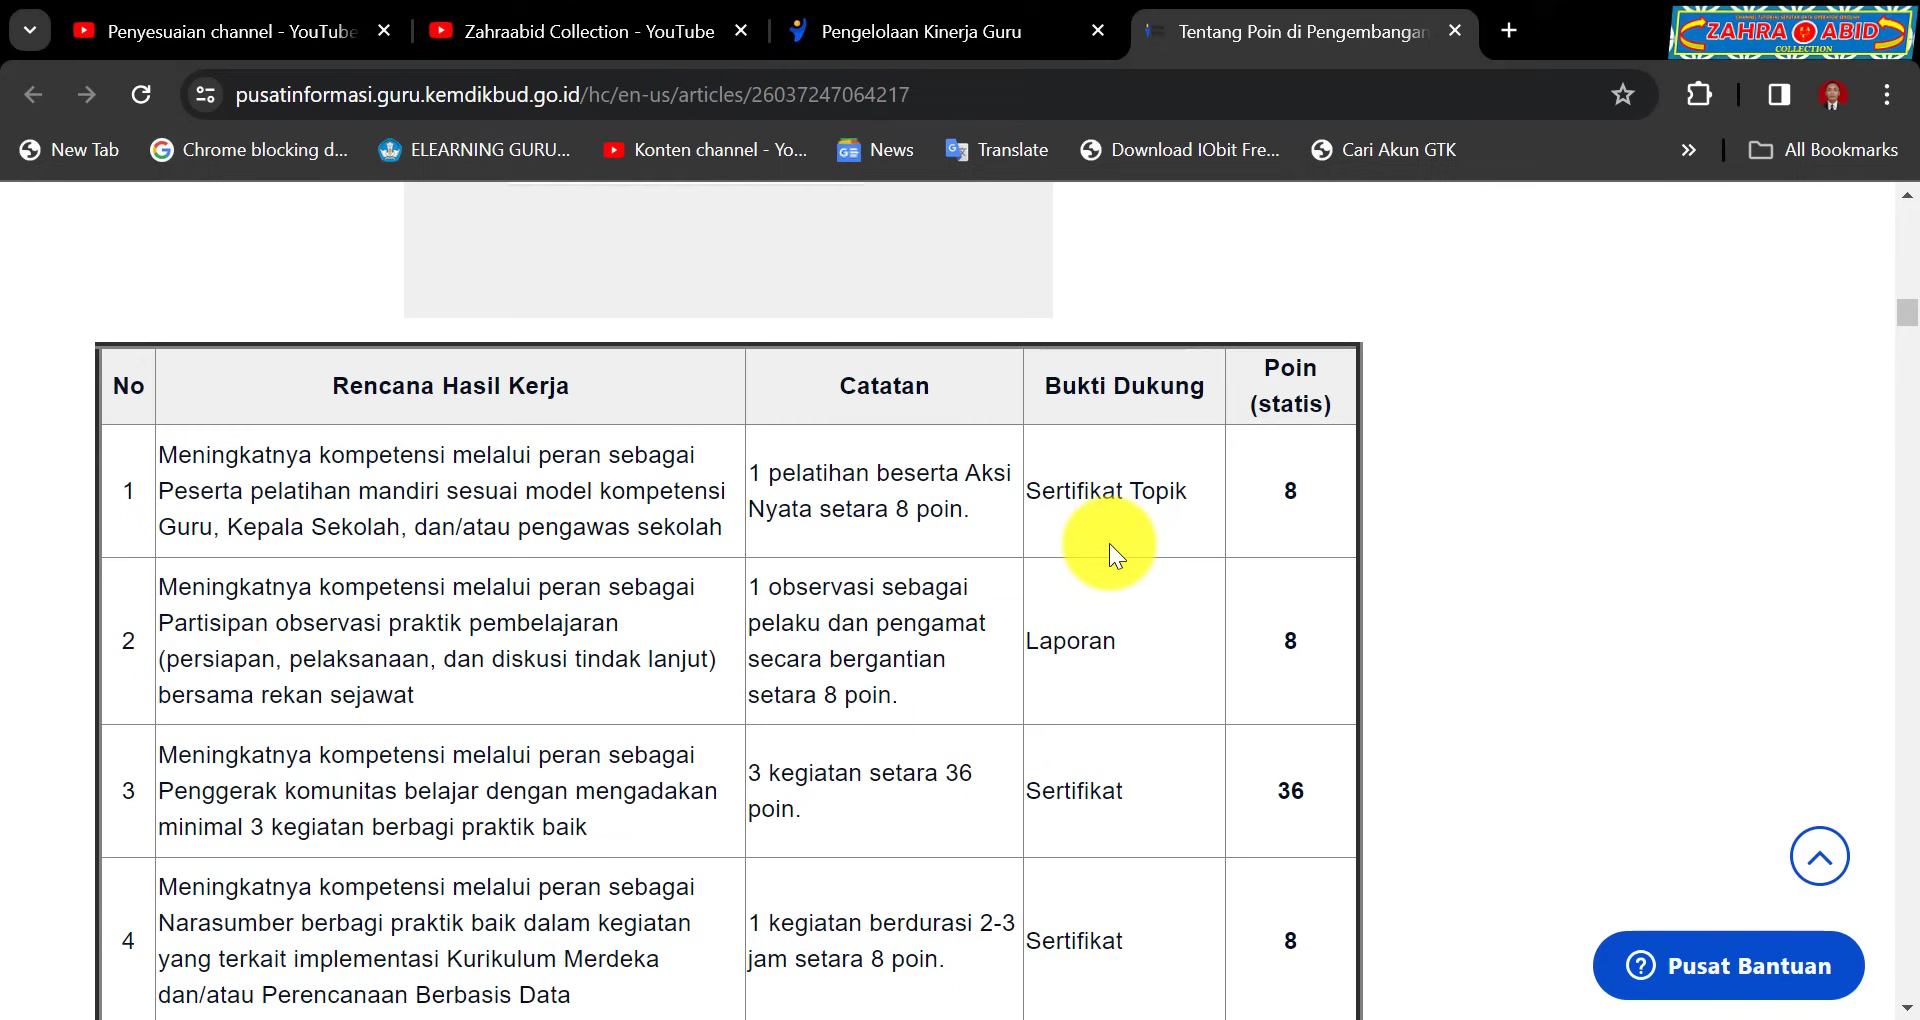 Penyesuaian channel - YouTube
Zahraabid Collection - YouTube
Pengelolaan Kinerja Guru
Tentang Poin di Pengembangan
ZAHRA ABID
COLLECTION
pusatinformasi.guru.kemdikbud.go.id/hc/en-us/articles/26037247064217
New Tab
Chrome blocking d...
ELEARNING GURU...
Konten channel - Yo...
News
Translate
Download IObit Fre...
Cari Akun GTK
All Bookmarks
No
Rencana Hasil Kerja
Catatan
Bukti Dukung
Poin
(statis)
1
Meningkatnya kompetensi melalui peran sebagai
Peserta pelatihan mandiri sesuai model kompetensi
Guru, Kepala Sekolah, dan/atau pengawas sekolah
1 pelatihan beserta Aksi
Nyata setara 8 poin.
Sertifikat Topik
8
2
Meningkatnya kompetensi melalui peran sebagai
Partisipan observasi praktik pembelajaran
(persiapan, pelaksanaan, dan diskusi tindak lanjut)
bersama rekan sejawat
1 observasi sebagai
pelaku dan pengamat
secara bergantian
setara 8 poin.
Laporan
8
3
Meningkatnya kompetensi melalui peran sebagai
Penggerak komunitas belajar dengan mengadakan
minimal 3 kegiatan berbagi praktik baik
3 kegiatan setara 36
poin.
Sertifikat
36
4
Meningkatnya kompetensi melalui peran sebagai
Narasumber berbagi praktik baik dalam kegiatan
yang terkait implementasi Kurikulum Merdeka
dan/atau Perencanaan Berbasis Data
1 kegiatan berdurasi 2-3
jam setara 8 poin.
Sertifikat
8
Pusat Bantuan